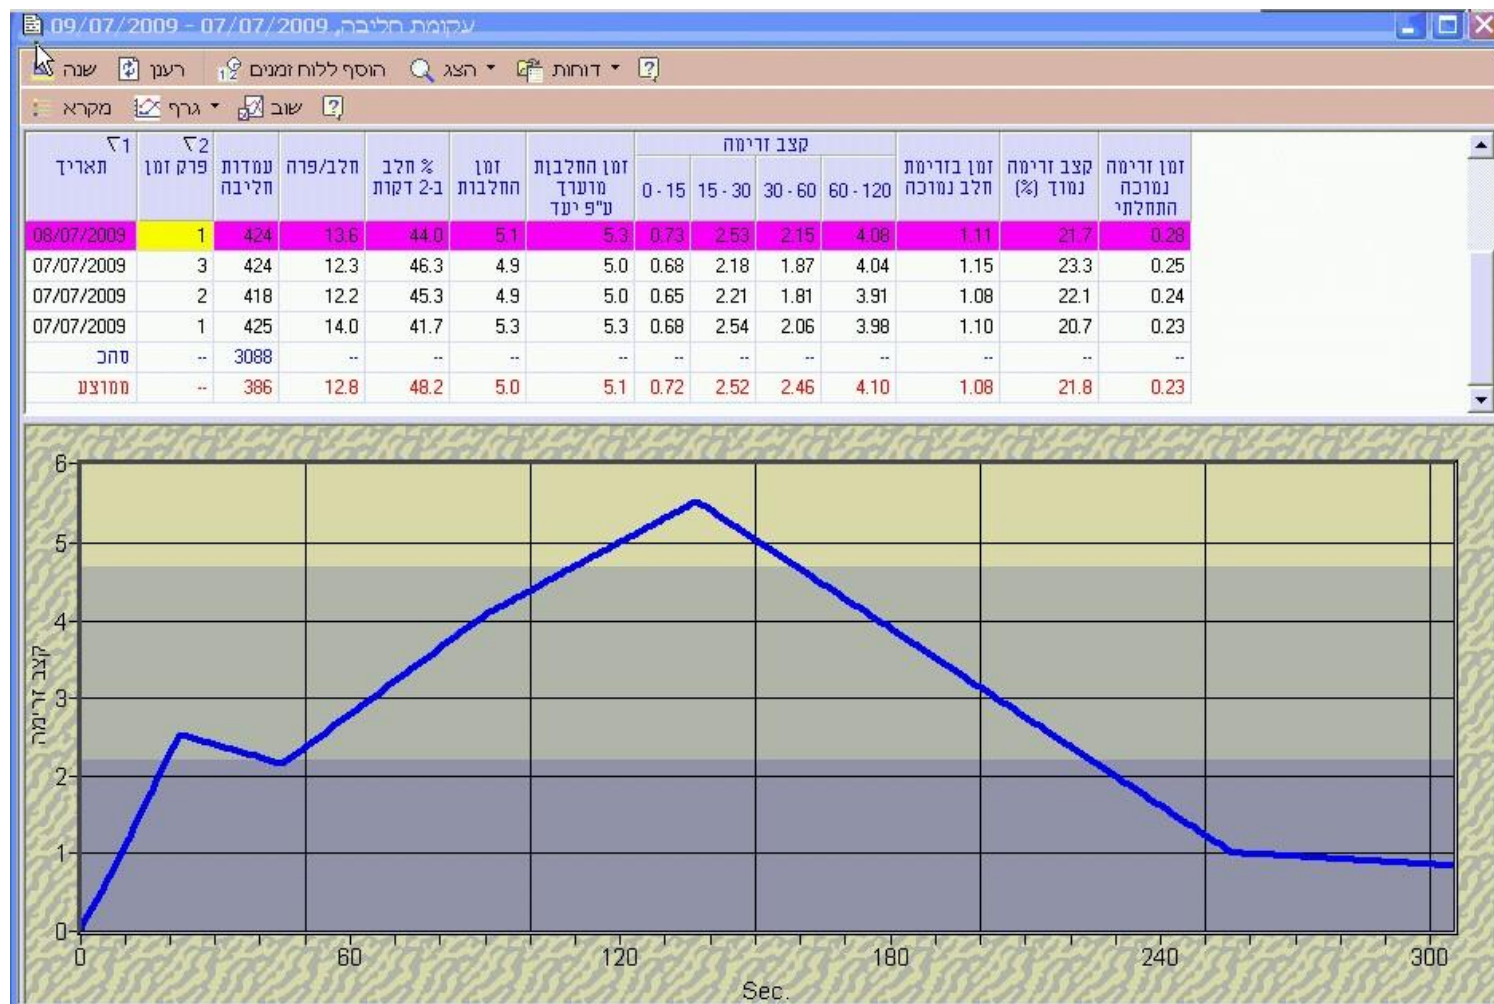 עקומת חליבה, 07/07/2009 - 09/07/2009
שנה רענן הוסף ללוח זמנים הצג דוחות
מקרא גרף שוב
קצב זרימה
תאריך 1 פרק זמן 2 עמדות חליבה חלב/פרה % חלב ב-2 דקות זמן החלבות זמן החלבות מוערך ע"פ יעד 0 - 15 15 - 30 30 - 60 60 - 120 זמן בזרימת חלב נמוכה קצב זרימה נמוך (%) זמן זרימה נמוכה התחלתי
08/07/2009 1 424 13.6 44.0 5.1 5.3 0.73 2.53 2.15 4.08 1.11 21.7 0.28
07/07/2009 3 424 12.3 46.3 4.9 5.0 0.68 2.18 1.87 4.04 1.15 23.3 0.25
07/07/2009 2 418 12.2 45.3 4.9 5.0 0.65 2.21 1.81 3.91 1.08 22.1 0.24
07/07/2009 1 425 14.0 41.7 5.3 5.3 0.68 2.54 2.06 3.98 1.10 20.7 0.23
סהכ -- 3088 -- -- -- -- -- -- -- -- -- -- --
ממוצע -- 386 12.8 48.2 5.0 5.1 0.72 2.52 2.46 4.10 1.08 21.8 0.23
קצב זרימה
6
5
4
3
2
1
0
0 60 120 180 240 300
Sec.